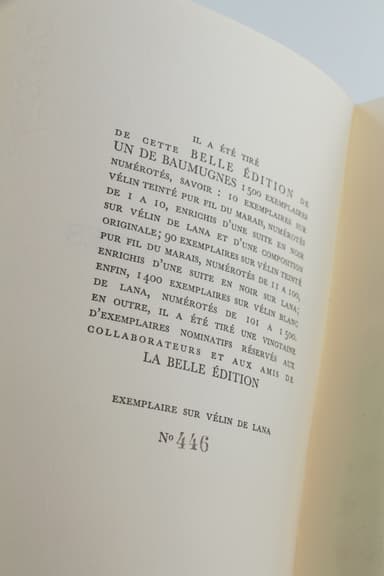 IL A ÉTÉ TIRÉ
DE CETTE BELLE ÉDITION DE
UN DE BAUMUGNES 1500 EXEMPLAIRES
NUMÉROTÉS, SAVOIR : 10 EXEMPLAIRES SUR
VÉLIN TEINTÉ PUR FIL DU MARAIS, NUMÉROTÉS
DE 1 A 10, ENRICHIS D'UNE SUITE EN NOIR
SUR VÉLIN DE LANA ET D'UNE COMPOSITION
ORIGINALE; 90 EXEMPLAIRES SUR VÉLIN TEINTÉ
PUR FIL DU MARAIS, NUMÉROTÉS DE 11 A 100,
ENRICHIS D'UNE SUITE EN NOIR SUR LANA;
ENFIN, 1400 EXEMPLAIRES SUR VÉLIN BLANC
DE LANA, NUMÉROTÉS DE 101 A 1500.
EN OUTRE, IL A ÉTÉ TIRÉ UNE VINGTAINE
D'EXEMPLAIRES NOMINATIFS RÉSERVÉS AUX
COLLABORATEURS ET AUX AMIS DE
LA BELLE ÉDITION
EXEMPLAIRE SUR VÉLIN DE LANA
Nº 446